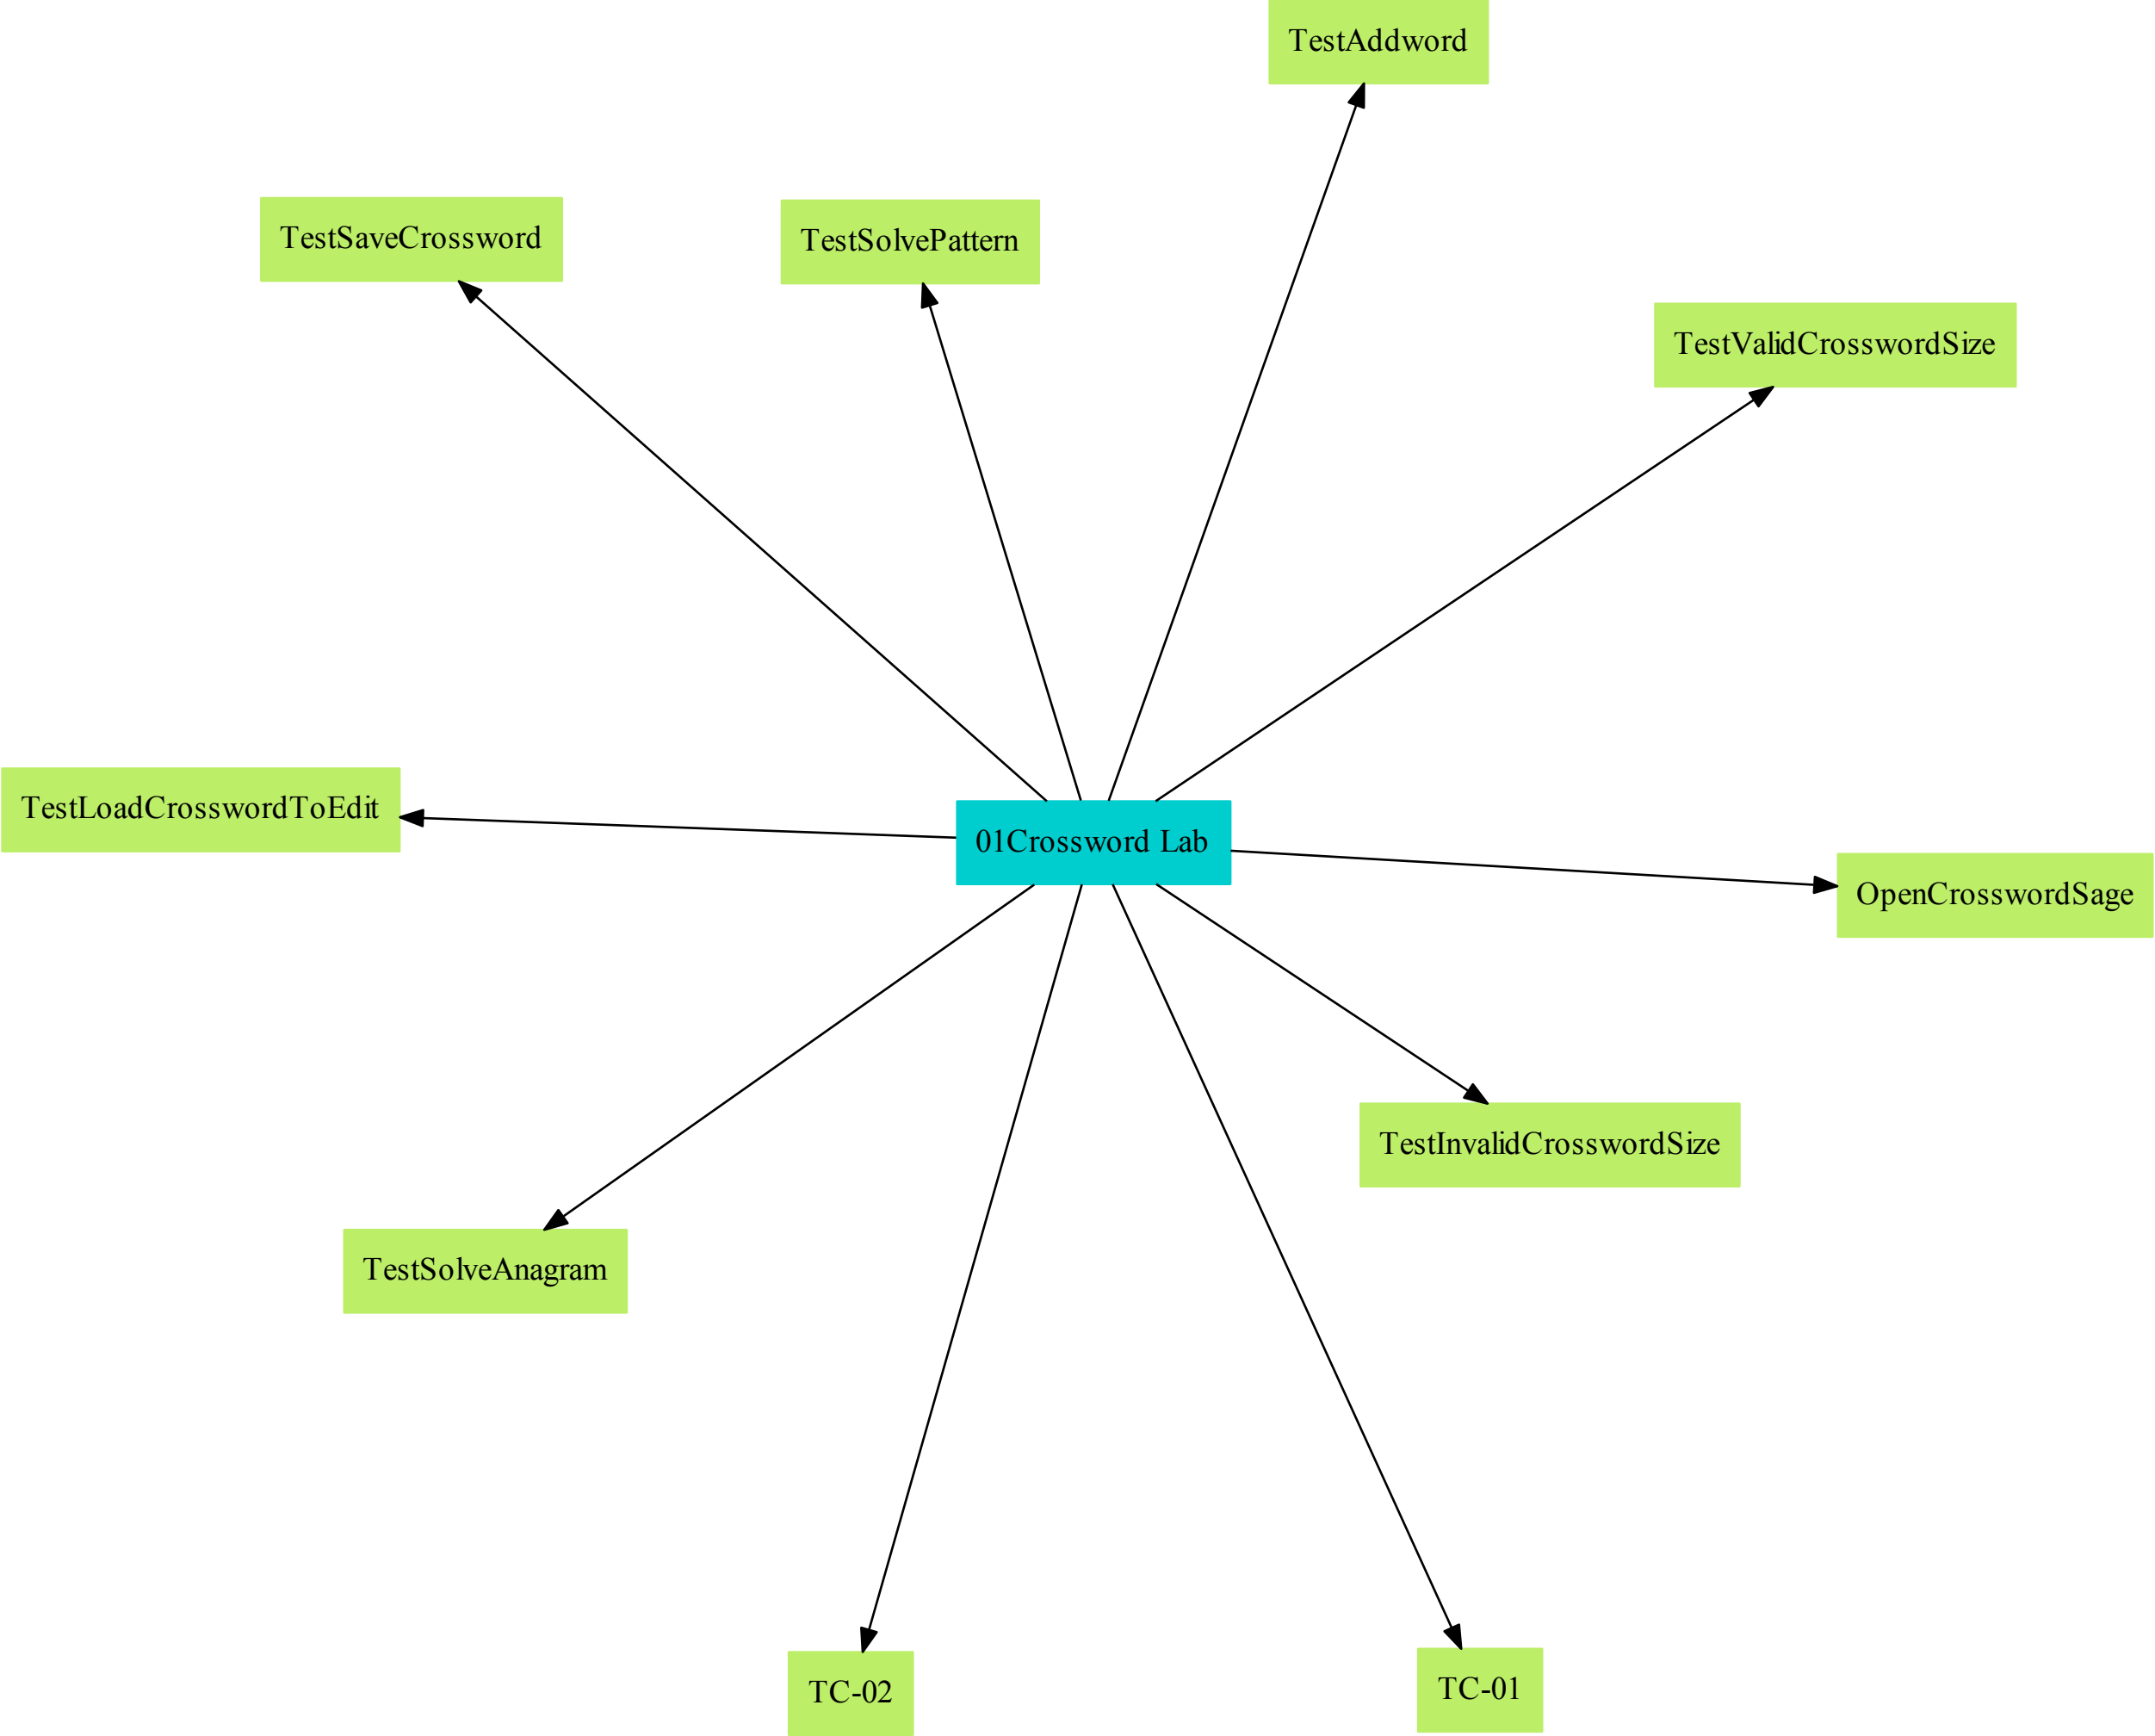 TestAddword
TestSaveCrossword
TestSolvePattern
TestValidCrosswordSize
TestLoadCrosswordToEdit
01Crossword Lab
OpenCrosswordSage
TestInvalidCrosswordSize
TestSolveAnagram
TC-02
TC-01